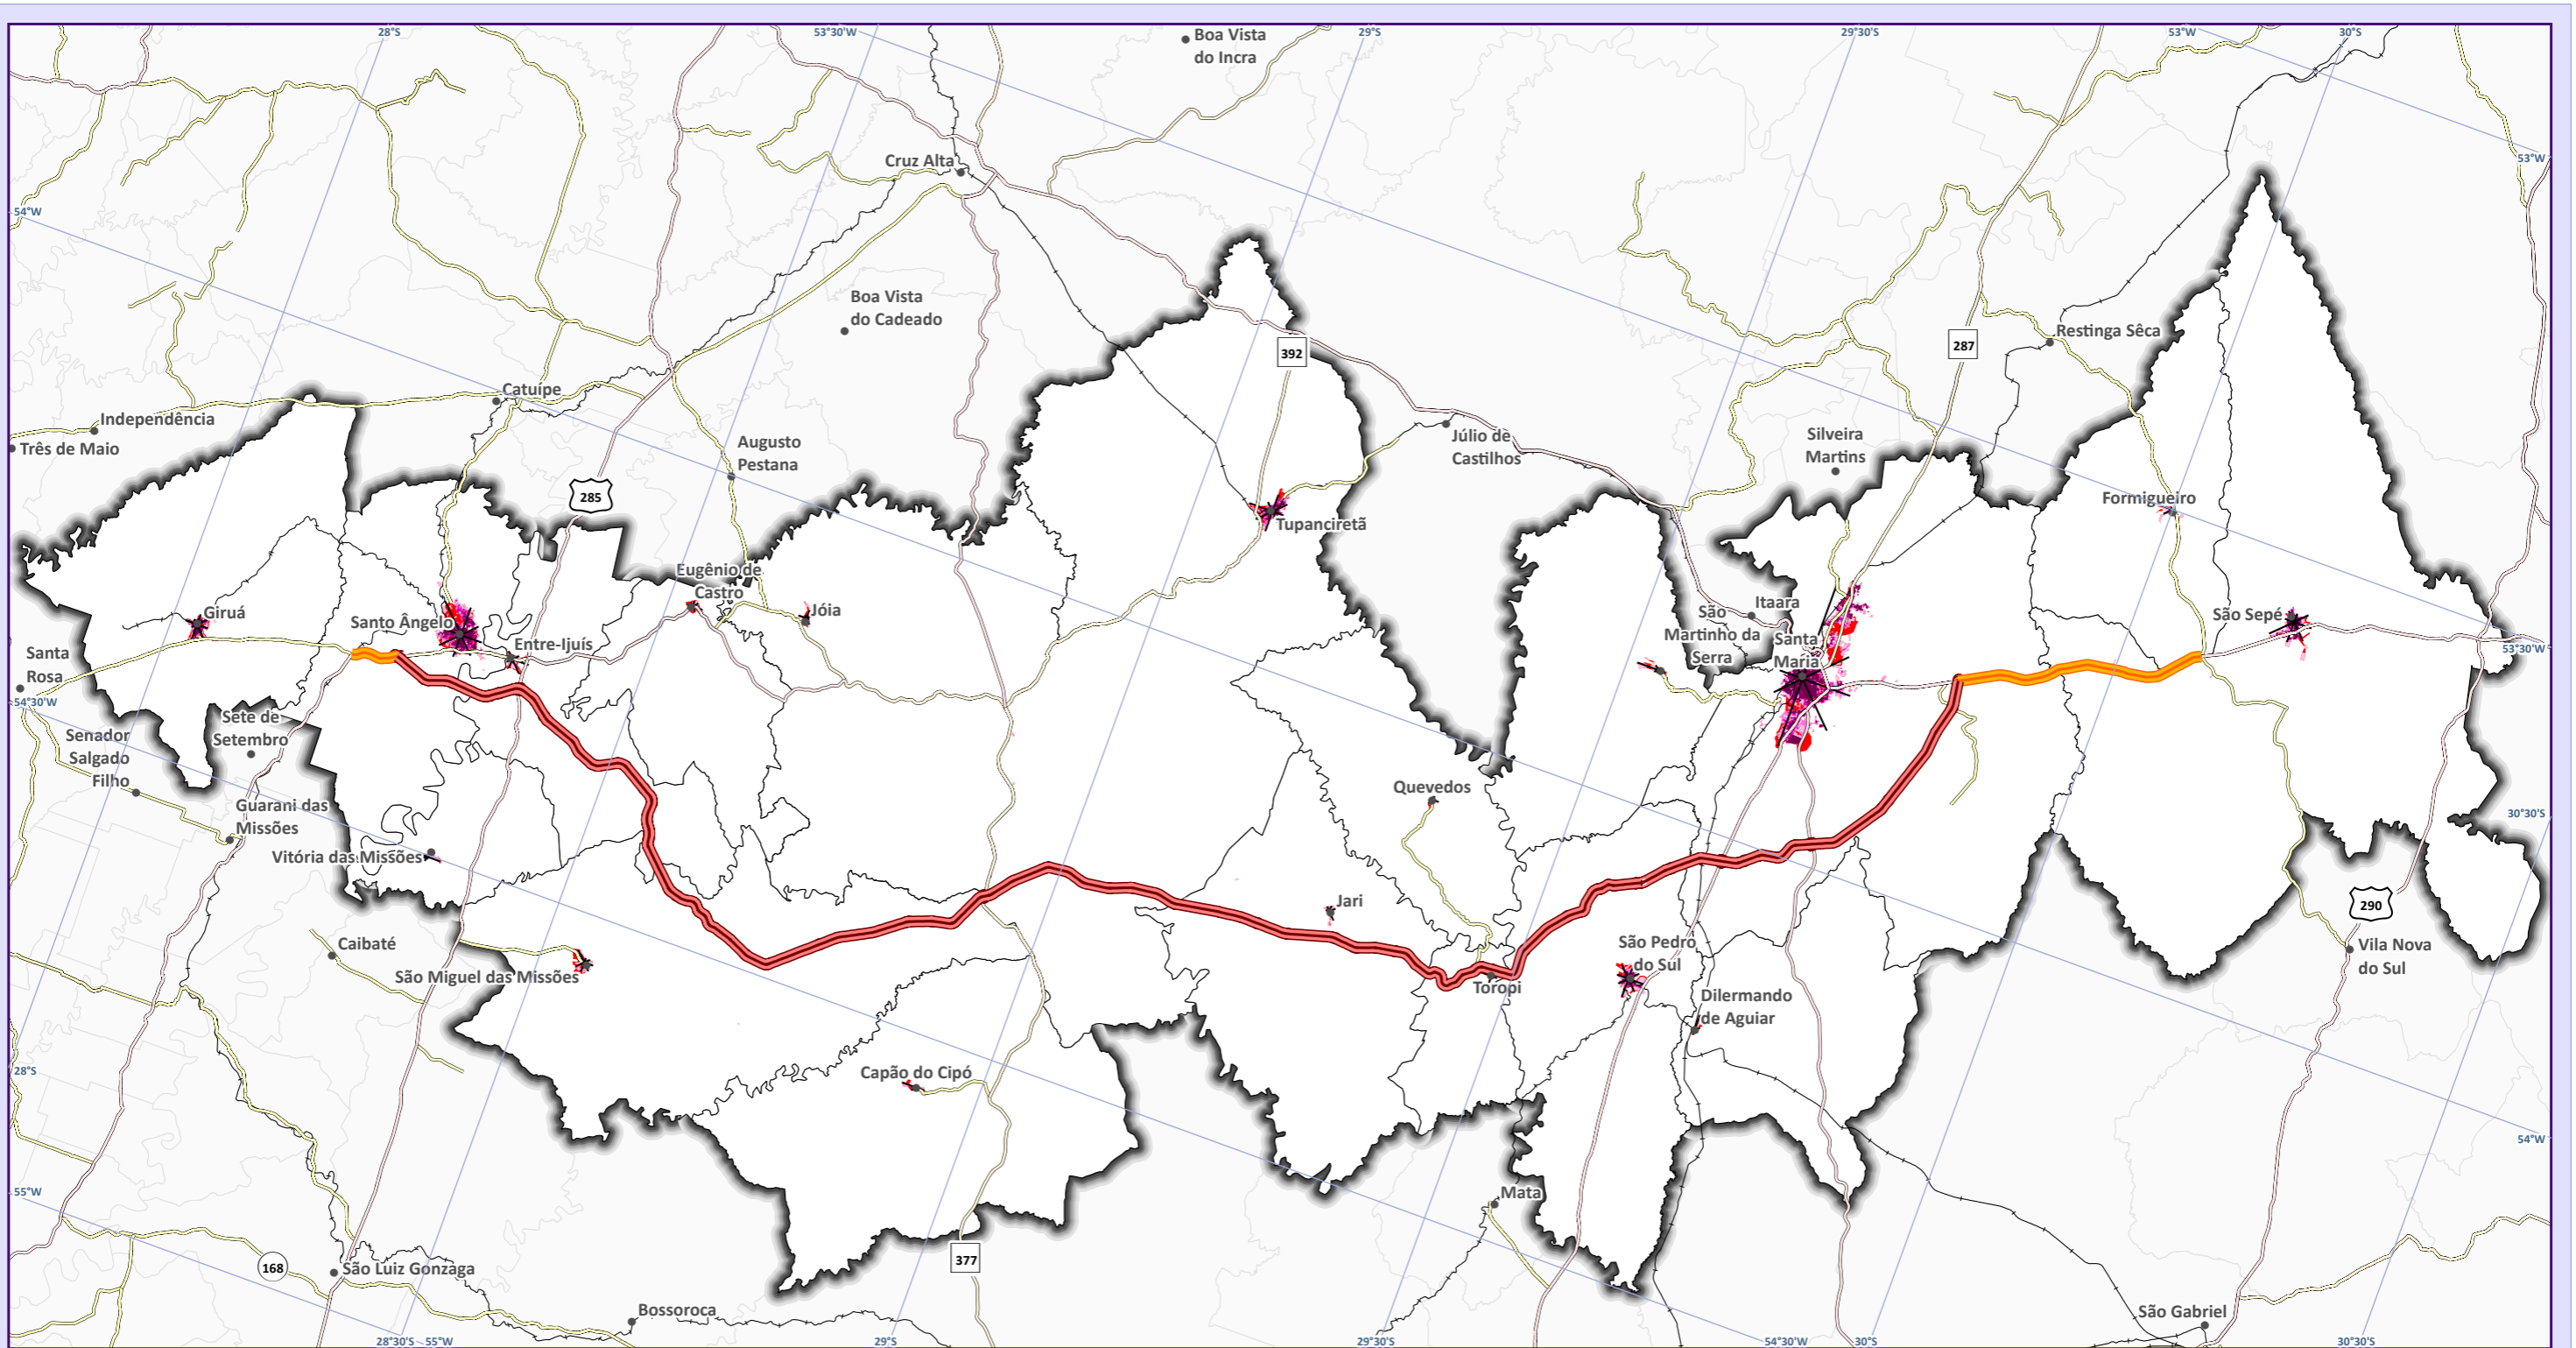 28°S
53°30'W
29°S
29°30'S
53°W
30°S
Boa Vista
do Incra
Cruz Alta
53°W
54°W
Boa Vista
do Cadeado
392
287
Restinga Sêca
Catuípe
Independência
Três de Maio
Augusto
Pestana
Júlio de
Castilhos
Silveira
Martins
285
Formigueiro
Tupanciretã
Eugênio de
Castro
Jóia
Giruá
Santo Ângelo
Entre-Ijuís
São
Martinho da
Serra
Itaara
Santa
Maria
São Sepé
53°30'W
Santa
Rosa
54°30'W
Sete de
Setembro
Senador
Salgado
Filho
Guarani das
Missões
Vitória das Missões
Quevedos
30°30'S
Jari
290
Caibaté
São Miguel das Missões
São Pedro
do Sul
Toropi
Vila Nova
do Sul
Dilermando
de Aguiar
28°S
Capão do Cipó
54°W
55°W
Mata
377
168
São Luiz Gonzaga
Bossoroca
São Gabriel
28°30'S
55°W
29°S
29°30'S
54°30'W
30°S
30°30'S